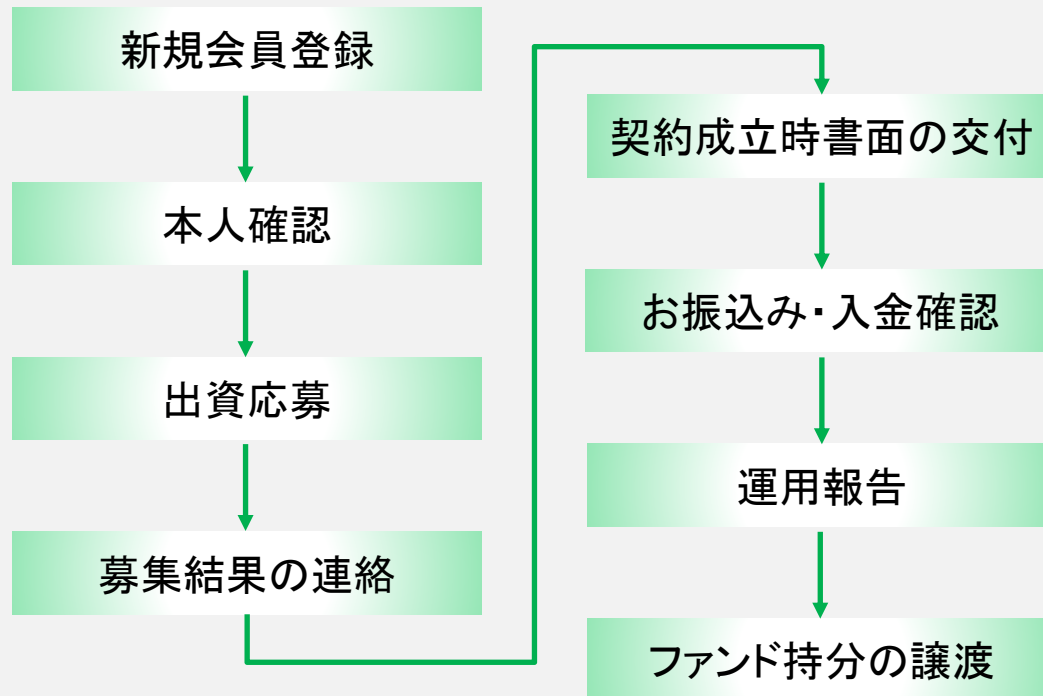 新規会員登録
本人確認
出資応募
募集結果の連絡
契約成立時書面の交付
お振込み・入金確認
運用報告
ファンド持分の譲渡